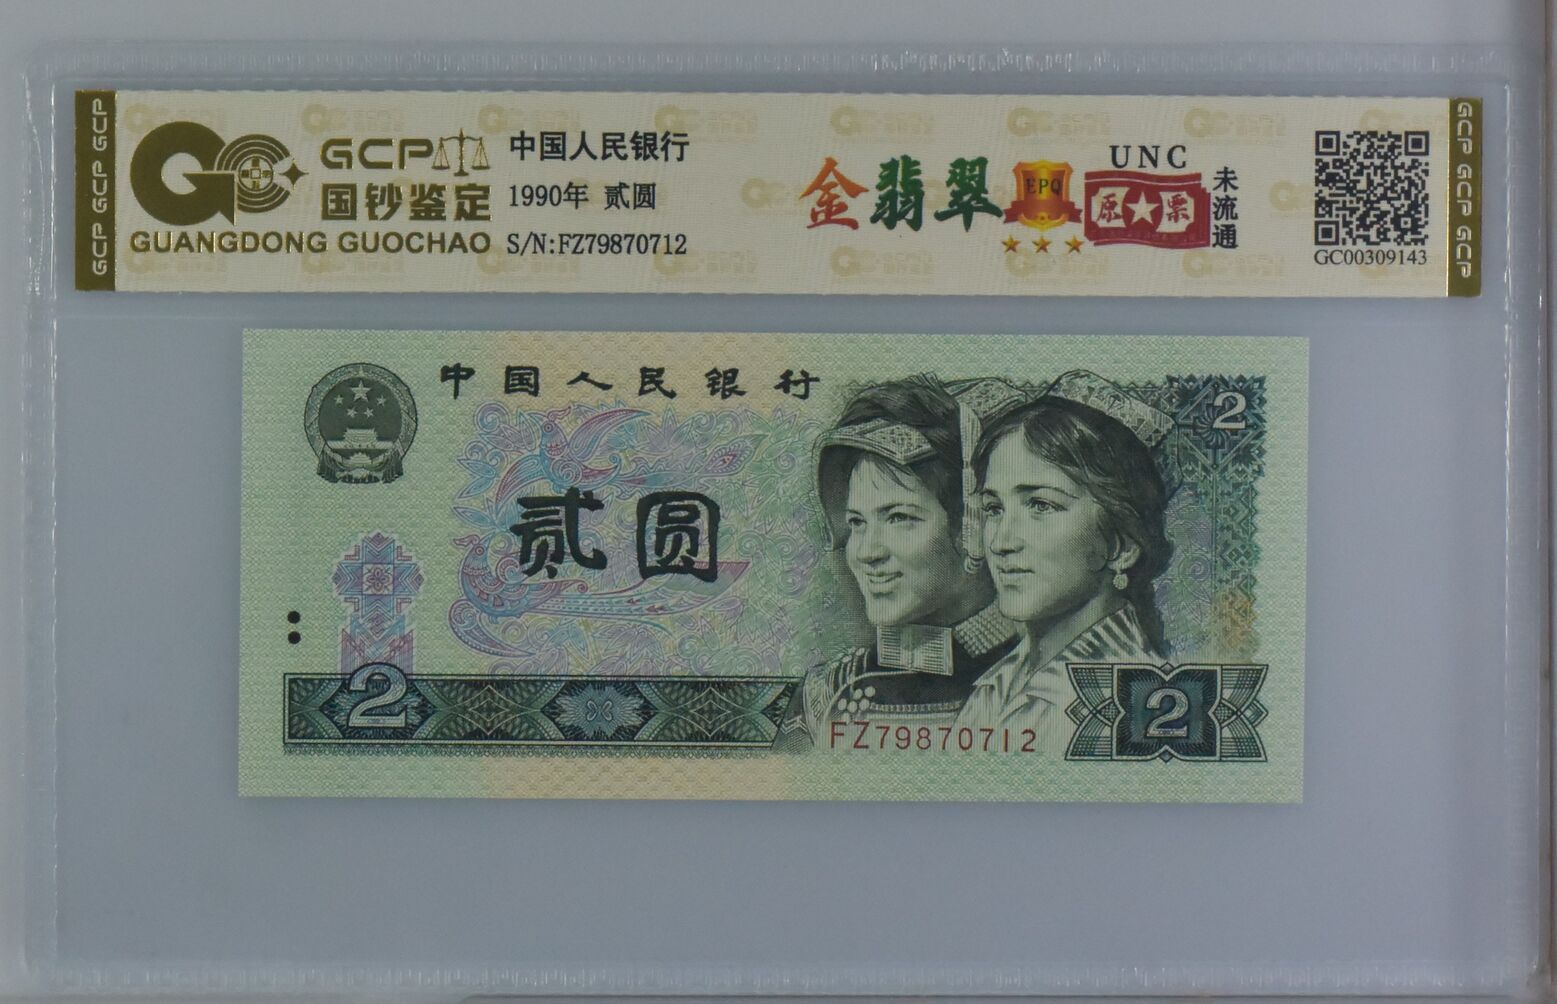 GCP GCP GCP
GCP
国钞鉴定
GUANGDONG GUOCHAO
中国人民银行
1990年 贰圆
S/N:FZ79870712
金翡翠
EPQ
UNC
原票
未流通
GC00309143
GCP GCP GCP
中国人民银行
2
贰圆
2
FZ79870712
2